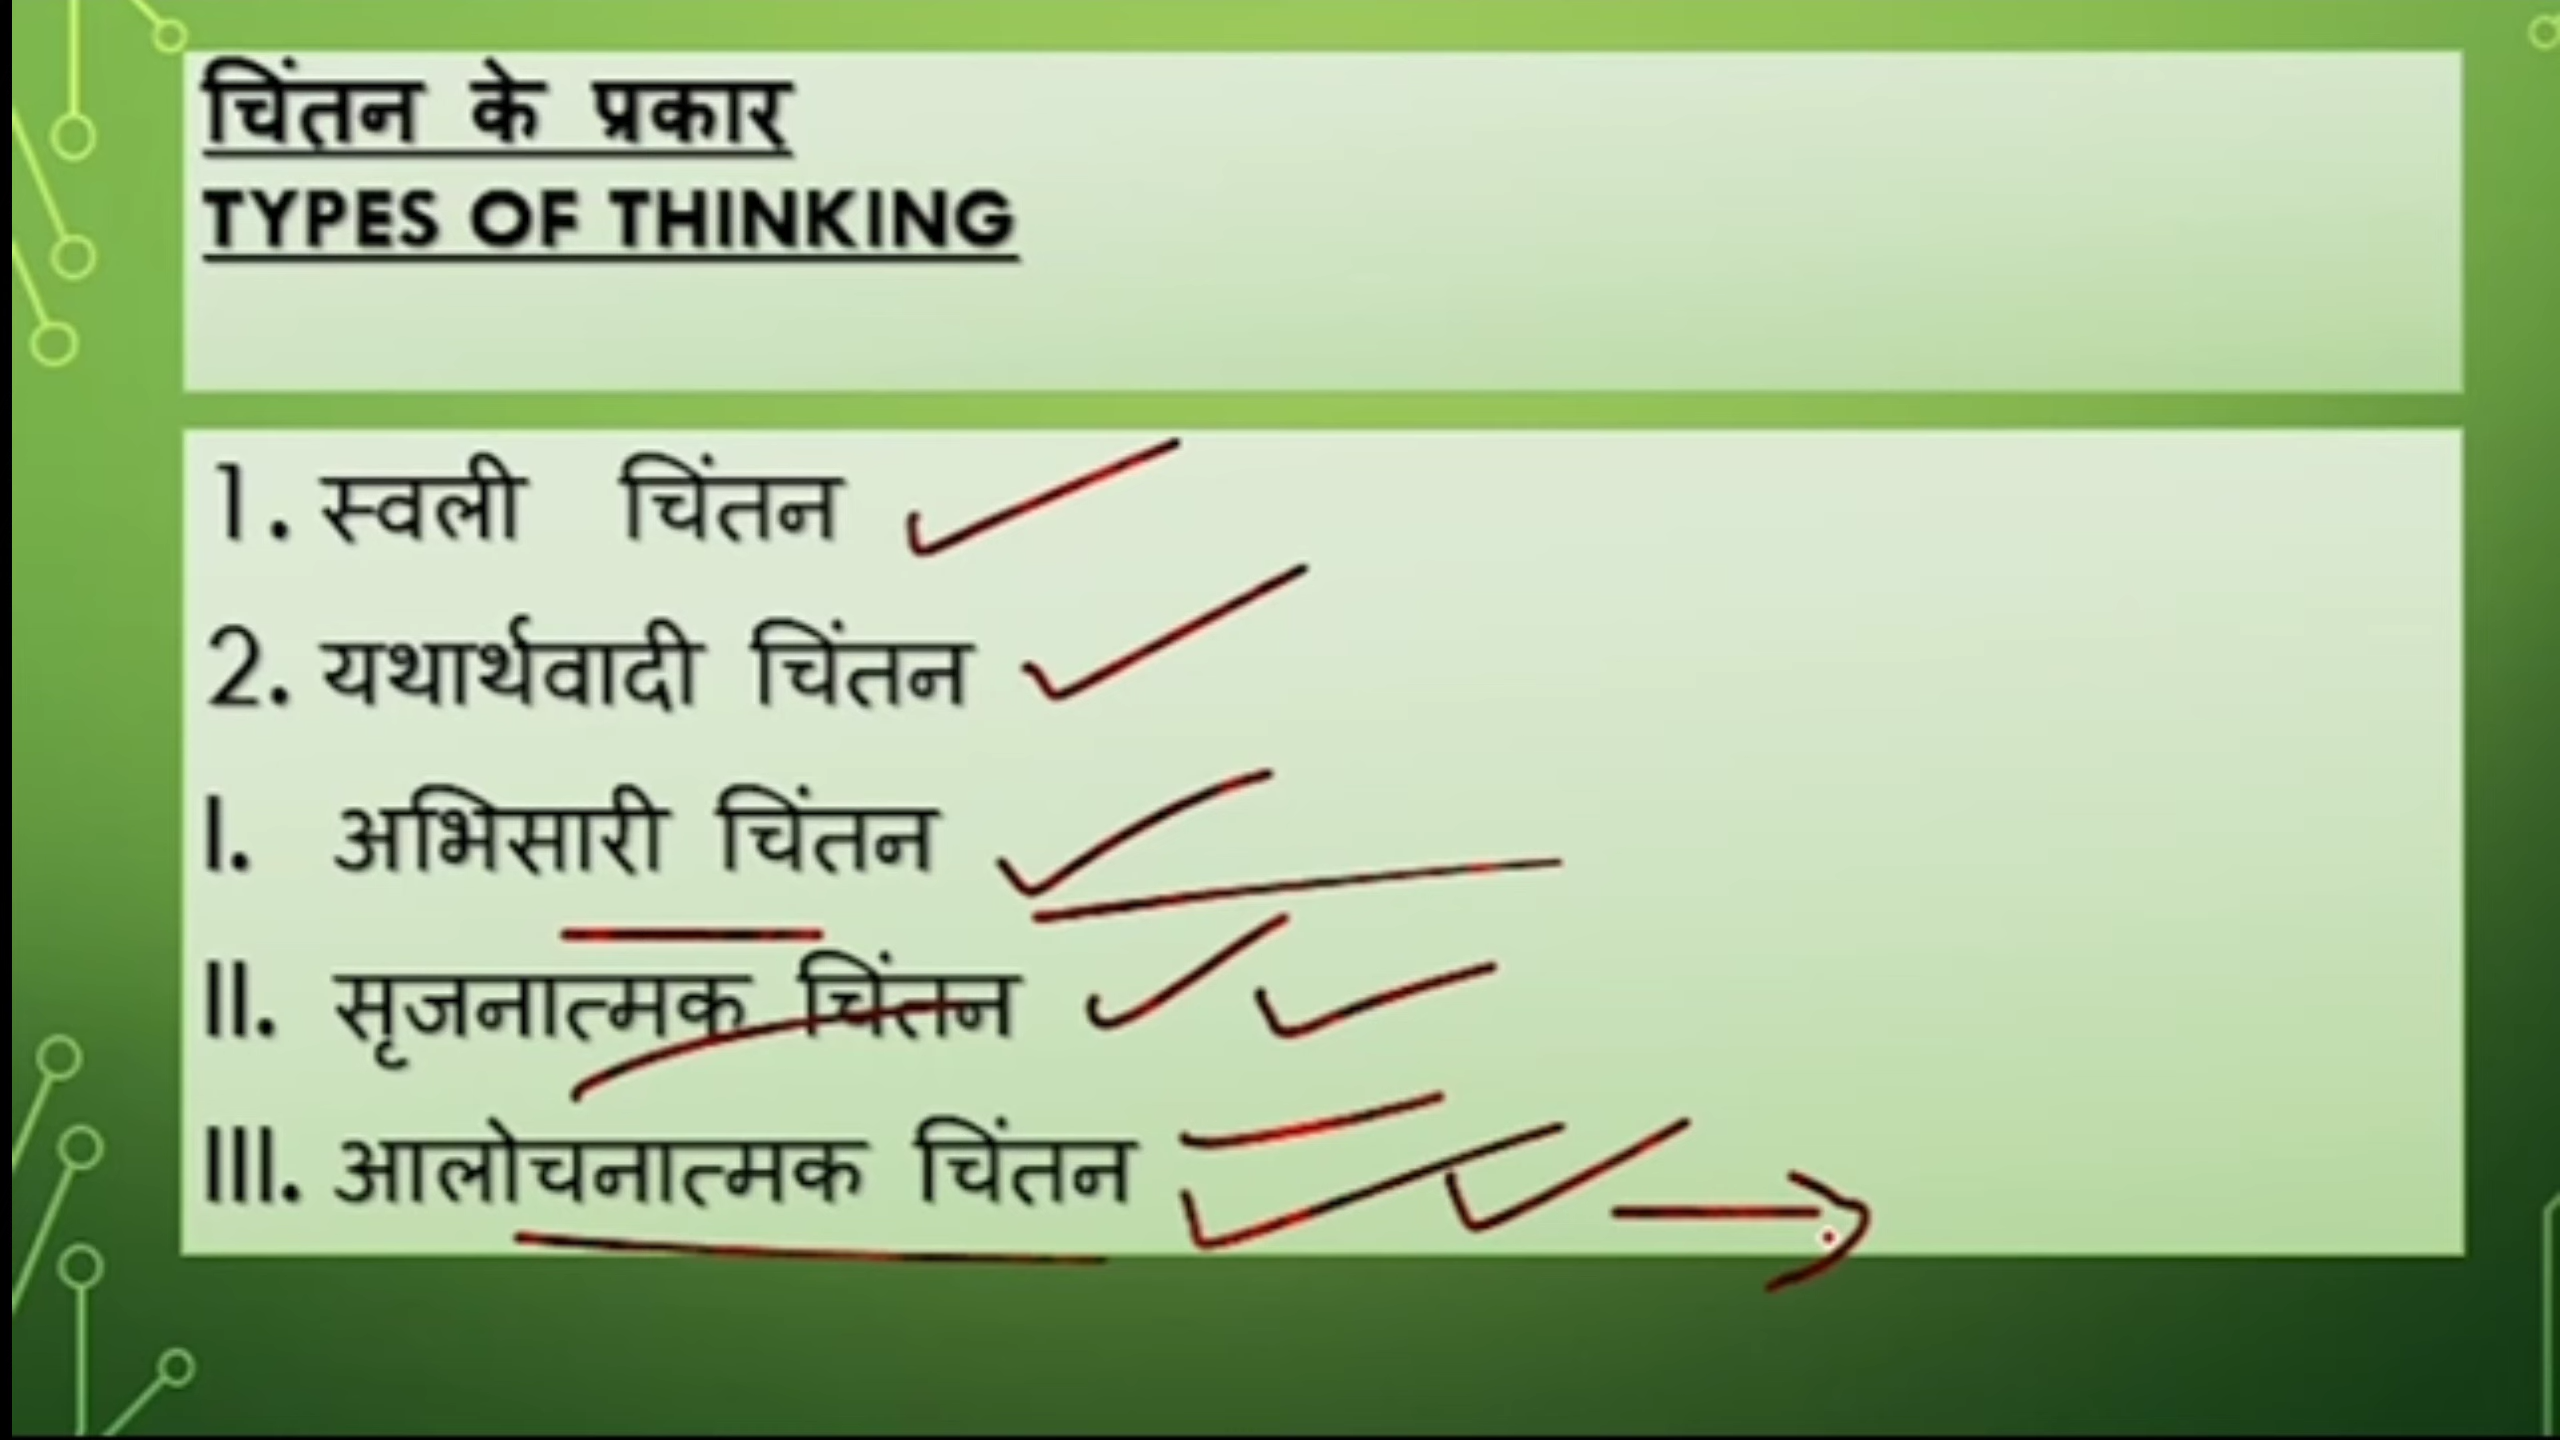 चिंतन के प्रकार
TYPES OF THINKING
1. स्वली चिंतन
2. यथार्थवादी चिंतन
I. अभिसारी चिंतन
II. सृजनात्मक चिंतन
III. आलोचनात्मक चिंतन